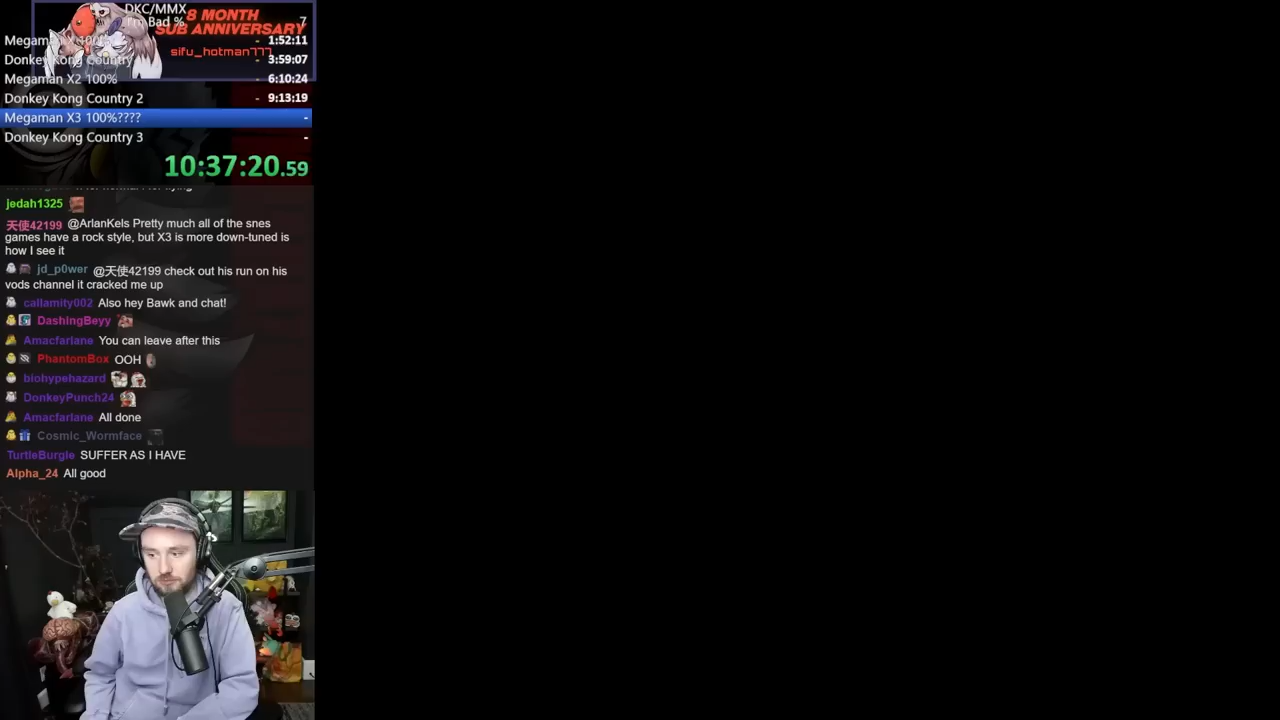 DKC/MMX
I'm Bad %
7
8 MONTH
SUB ANNIVERSARY
sifu_hotman777
Megaman X 100%
- 1:52:11
Donkey Kong Country
- 3:59:07
Megaman X2 100%
- 6:10:24
Donkey Kong Country 2
- 9:13:19
Megaman X3 100%????
-
Donkey Kong Country 3
-
10:37:20.59
jedah1325
天使42199 @ArlanKels Pretty much all of the snes
games have a rock style, but X3 is more down-tuned is
how I see it
jd_p0wer @天使42199 check out his run on his
vods channel it cracked me up
callamity002 Also hey Bawk and chat!
DashingBeyy
Amacfarlane You can leave after this
PhantomBox OOH
biohypehazard
DonkeyPunch24
Amacfarlane All done
Cosmic_Wormface
TurtleBurgle SUFFER AS I HAVE
Alpha_24 All good